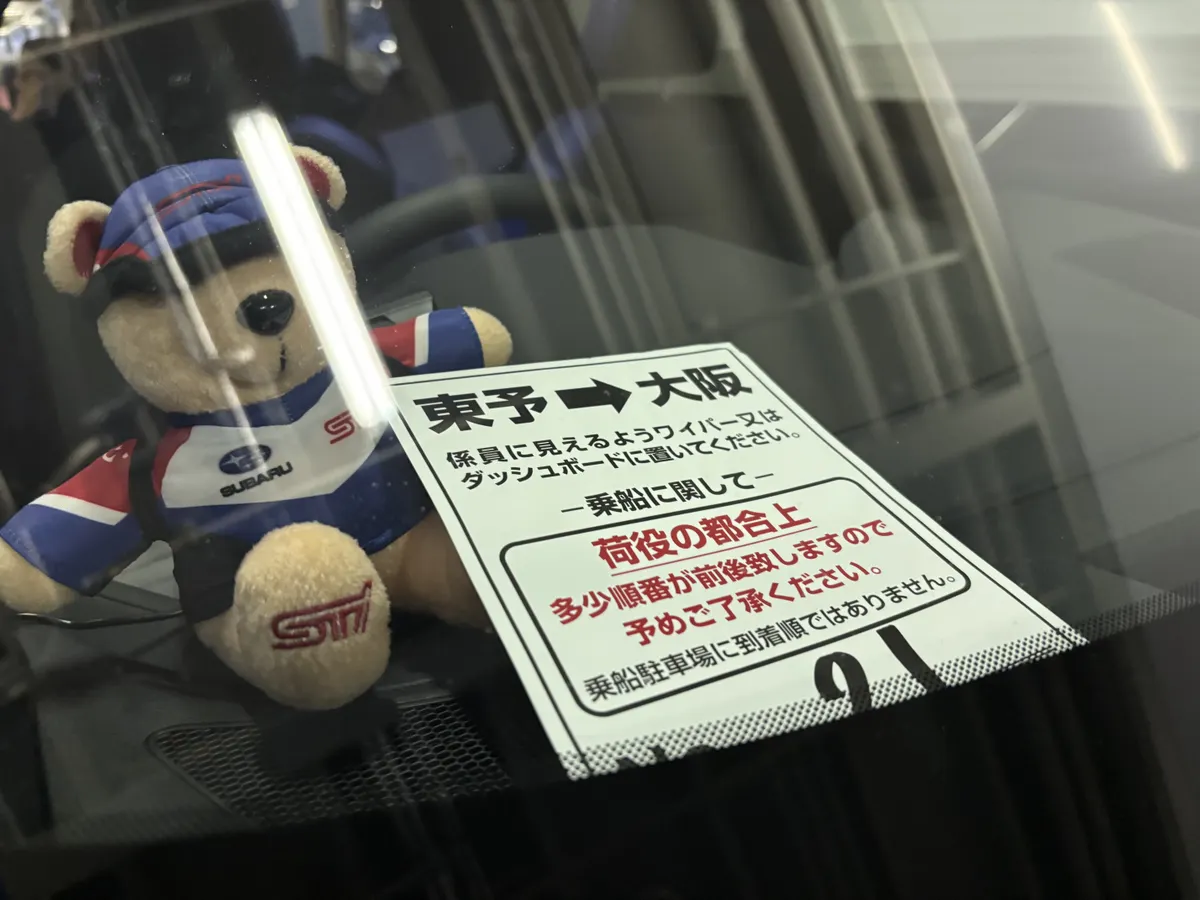 STI
SUBARU
STI
東予➡大阪
係員に見えるようワイパー又は
ダッシュボードに置いてください。
－乗船に関して－
荷役の都合上
多少順番が前後致しますので
予めご了承ください。
乗船駐車場に到着順ではありません。